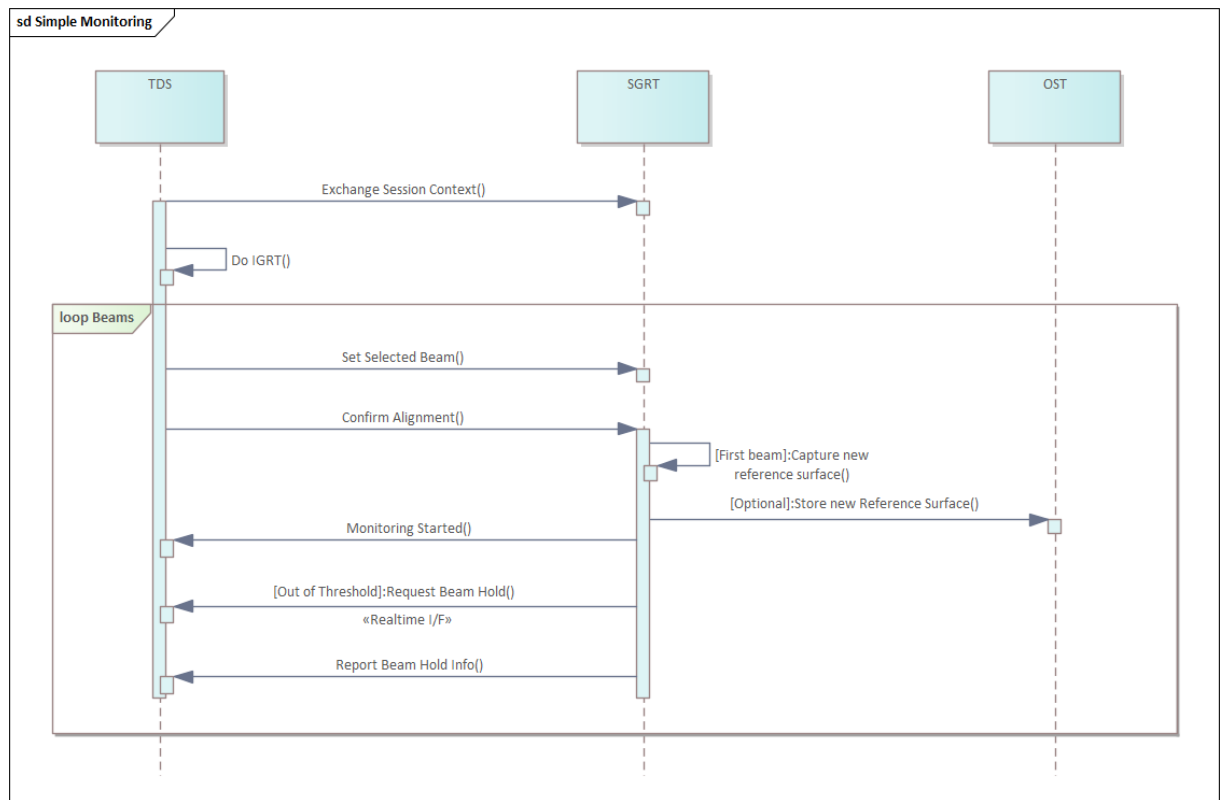 sd Simple Monitoring
TDS
SGRT
OST
Exchange Session Context()
Do IGRT()
loop Beams
Set Selected Beam()
Confirm Alignment()
[First beam]:Capture new
reference surface()
[Optional]:Store new Reference Surface()
Monitoring Started()
[Out of Threshold]:Request Beam Hold()
«Realtime I/F»
Report Beam Hold Info()